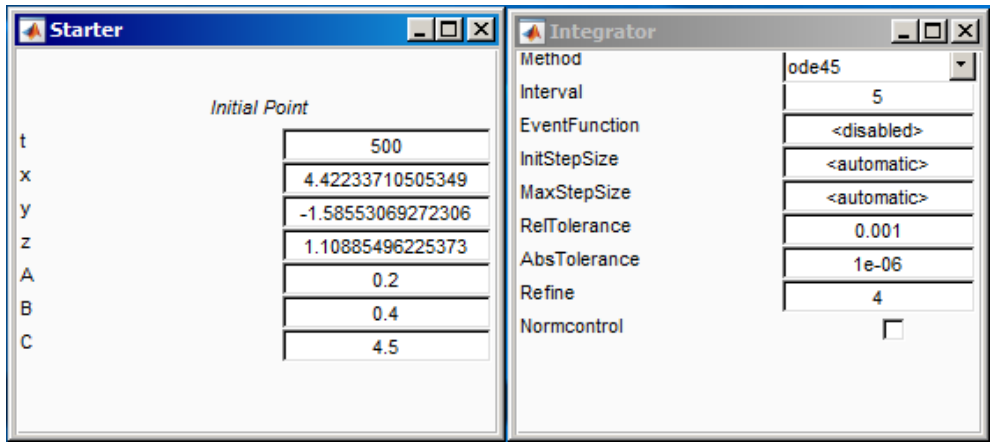 Starter
Initial Point
t 500
x 4.42233710505349
y -1.58553069272306
z 1.10885496225373
A 0.2
B 0.4
C 4.5
Integrator
Method ode45
Interval 5
EventFunction <disabled>
InitStepSize <automatic>
MaxStepSize <automatic>
RelTolerance 0.001
AbsTolerance 1e-06
Refine 4
Normcontrol